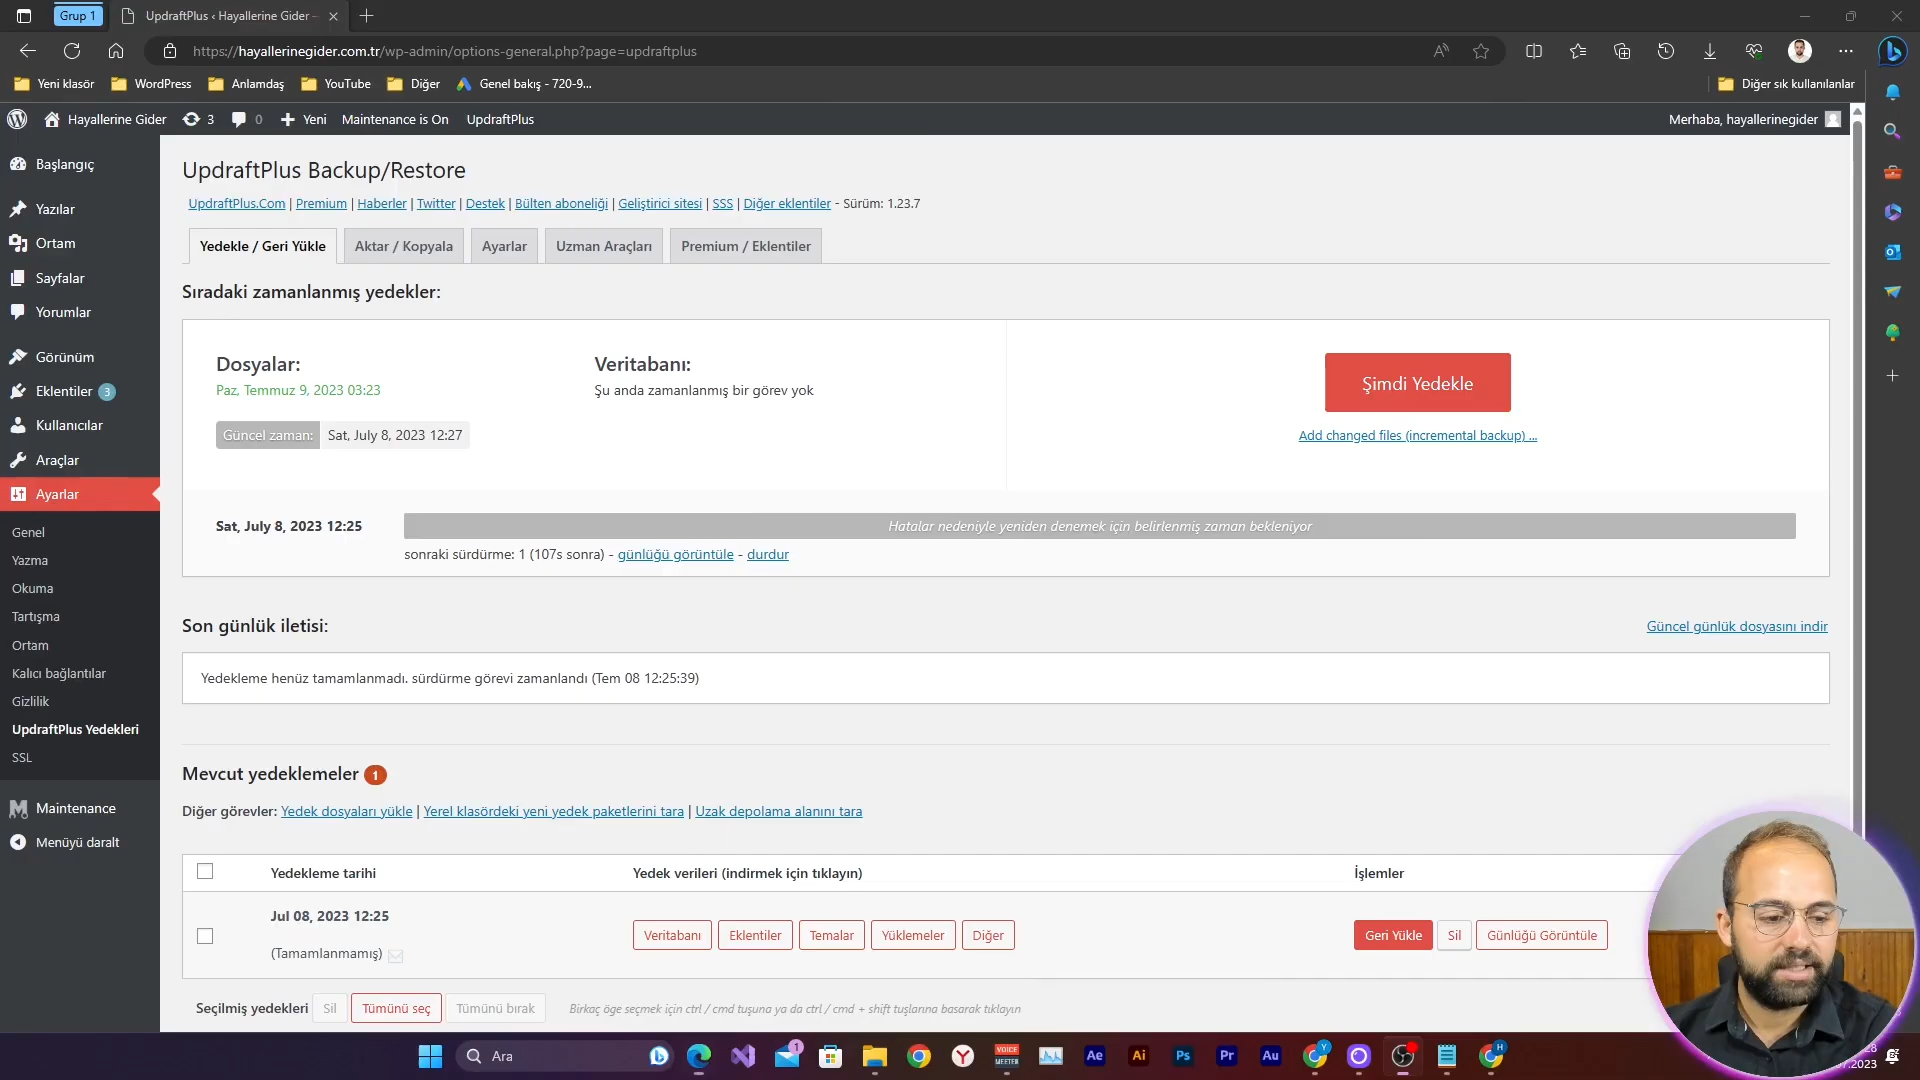 Grup 1
UpdraftPlus ‹ Hayallerine Gider -
https://hayallerinegider.com.tr/wp-admin/options-general.php?page=updraftplus
Yeni klasör WordPress Anlamdaş YouTube Diğer Genel bakış - 720-9... Diğer sık kullanılanlar
Hayallerine Gider 3 0 Yeni Maintenance is On UpdraftPlus Merhaba, hayallerinegider
Başlangıç
Yazılar
Ortam
Sayfalar
Yorumlar
Görünüm
Eklentiler 3
Kullanıcılar
Araçlar
Ayarlar
Genel
Yazma
Okuma
Tartışma
Ortam
Kalıcı bağlantılar
Gizlilik
UpdraftPlus Yedekleri
SSL
Maintenance
Menüyü daralt
UpdraftPlus Backup/Restore
UpdraftPlus.Com | Premium | Haberler | Twitter | Destek | Bülten aboneliği | Geliştirici sitesi | SSS | Diğer eklentiler - Sürüm: 1.23.7
Yedekle / Geri Yükle Aktar / Kopyala Ayarlar Uzman Araçları Premium / Eklentiler
Sıradaki zamanlanmış yedekler:
Dosyalar:
Paz, Temmuz 9, 2023 03:23
Güncel zaman: Sat, July 8, 2023 12:27
Veritabanı:
Şu anda zamanlanmış bir görev yok
Şimdi Yedekle
Add changed files (incremental backup) ...
Sat, July 8, 2023 12:25
Hatalar nedeniyle yeniden denemek için belirlenmiş zaman bekleniyor
sonraki sürdürme: 1 (107s sonra) - günlüğü görüntüle - durdur
Son günlük iletisi:
Güncel günlük dosyasını indir
Yedekleme henüz tamamlanmadı. sürdürme görevi zamanlandı (Tem 08 12:25:39)
Mevcut yedeklemeler 1
Diğer görevler: Yedek dosyaları yükle | Yerel klasördeki yeni yedek paketlerini tara | Uzak depolama alanını tara
Yedekleme tarihi Yedek verileri (indirmek için tıklayın) İşlemler
Jul 08, 2023 12:25
(Tamamlanmamış)
Veritabanı Eklentiler Temalar Yüklemeler Diğer
Geri Yükle Sil Günlüğü Görüntüle
Seçilmiş yedekleri Sil Tümünü seç Tümünü bırak Birkaç öge seçmek için ctrl / cmd tuşuna ya da ctrl / cmd + shift tuşlarına basarak tıklayın
Ara 1 VOICE MEETER Ae Ai Ps Pr Au Y H
.2023